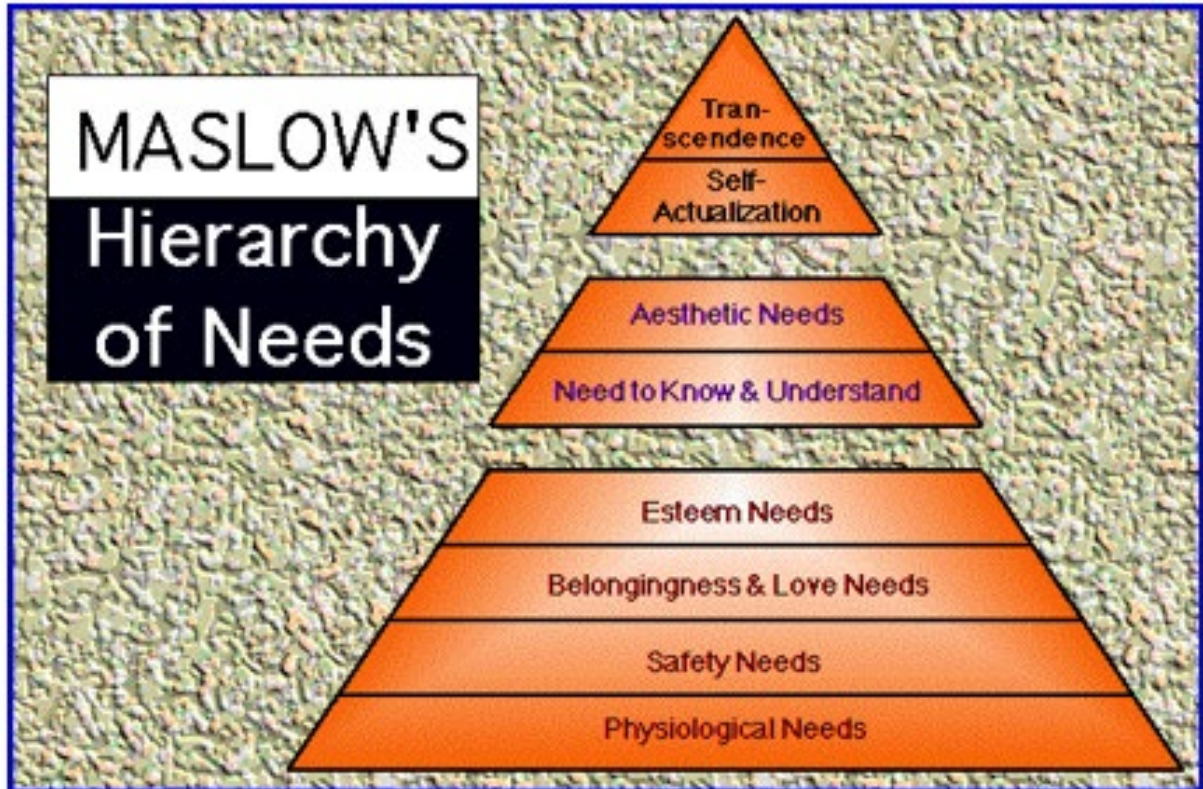 MASLOW'S
Hierarchy
of Needs
Tran-
scendence
Self-
Actualization
Aesthetic Needs
Need to Know & Understand
Esteem Needs
Belongingness & Love Needs
Safety Needs
Physiological Needs